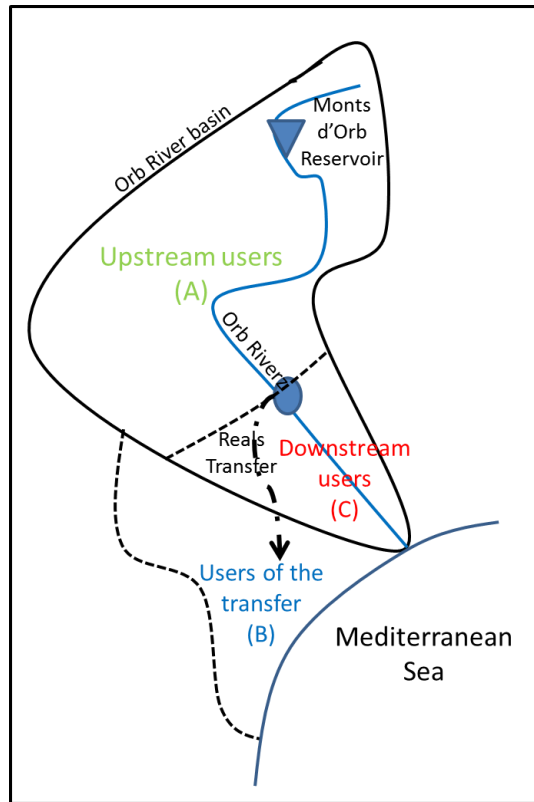 Orb River basin
Monts
d'Orb
Reservoir
Upstream users
(A)
Orb River
Reals
Transfer
Downstream
users
(C)
Users of the
transfer
(B)
Mediterranean
Sea